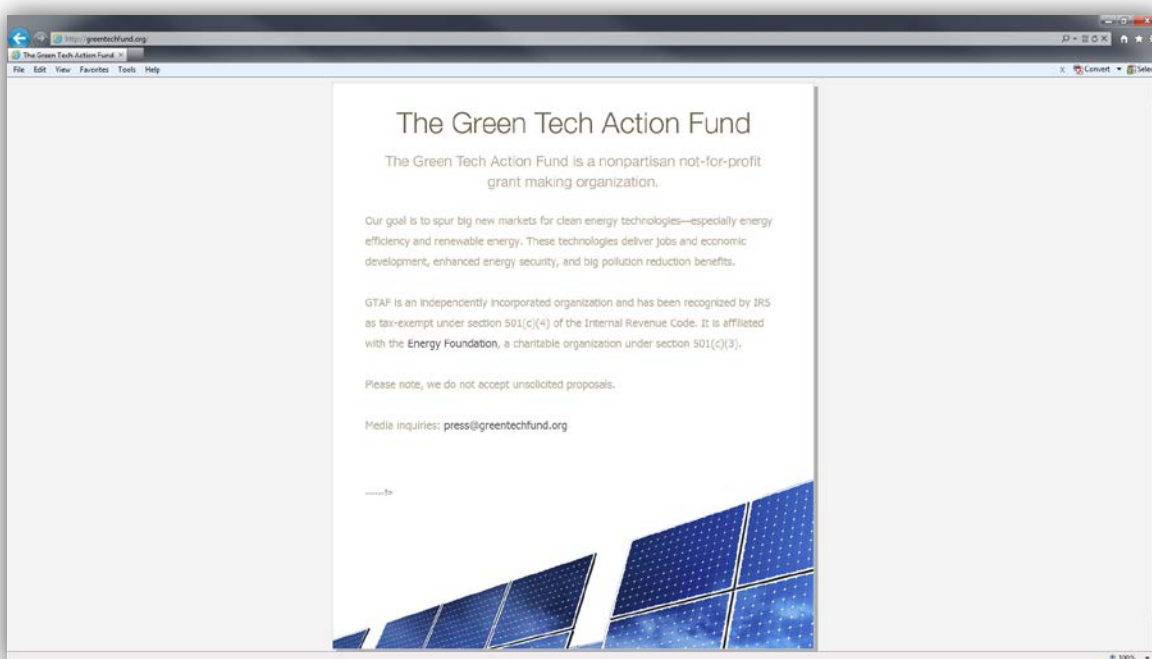 http://greentechfund.org/
The Green Tech Action Fund
File Edit View Favorites Tools Help
Convert
Selec
The Green Tech Action Fund
The Green Tech Action Fund is a nonpartisan not-for-profit
grant making organization.
Our goal is to spur big new markets for clean energy technologies—especially energy
efficiency and renewable energy. These technologies deliver jobs and economic
development, enhanced energy security, and big pollution reduction benefits.
GTAF is an independently incorporated organization and has been recognized by IRS
as tax-exempt under section 501(c)(4) of the Internal Revenue Code. It is affiliated
with the Energy Foundation, a charitable organization under section 501(c)(3).
Please note, we do not accept unsolicited proposals.
Media inquiries: press@greentechfund.org
100%